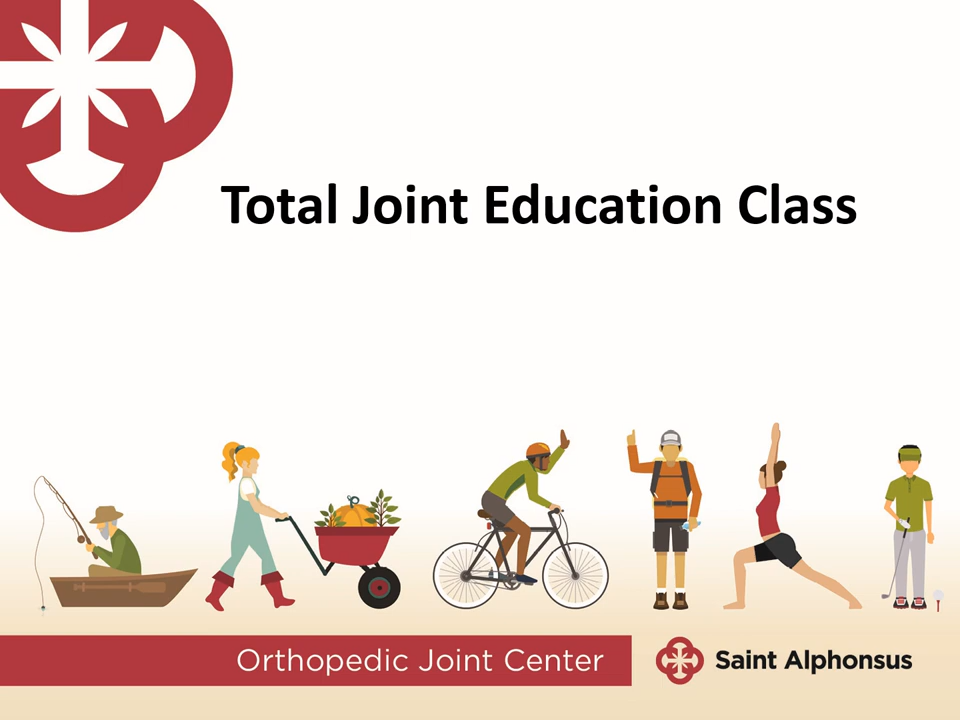 Total Joint Education Class
Orthopedic Joint Center
Saint Alphonsus